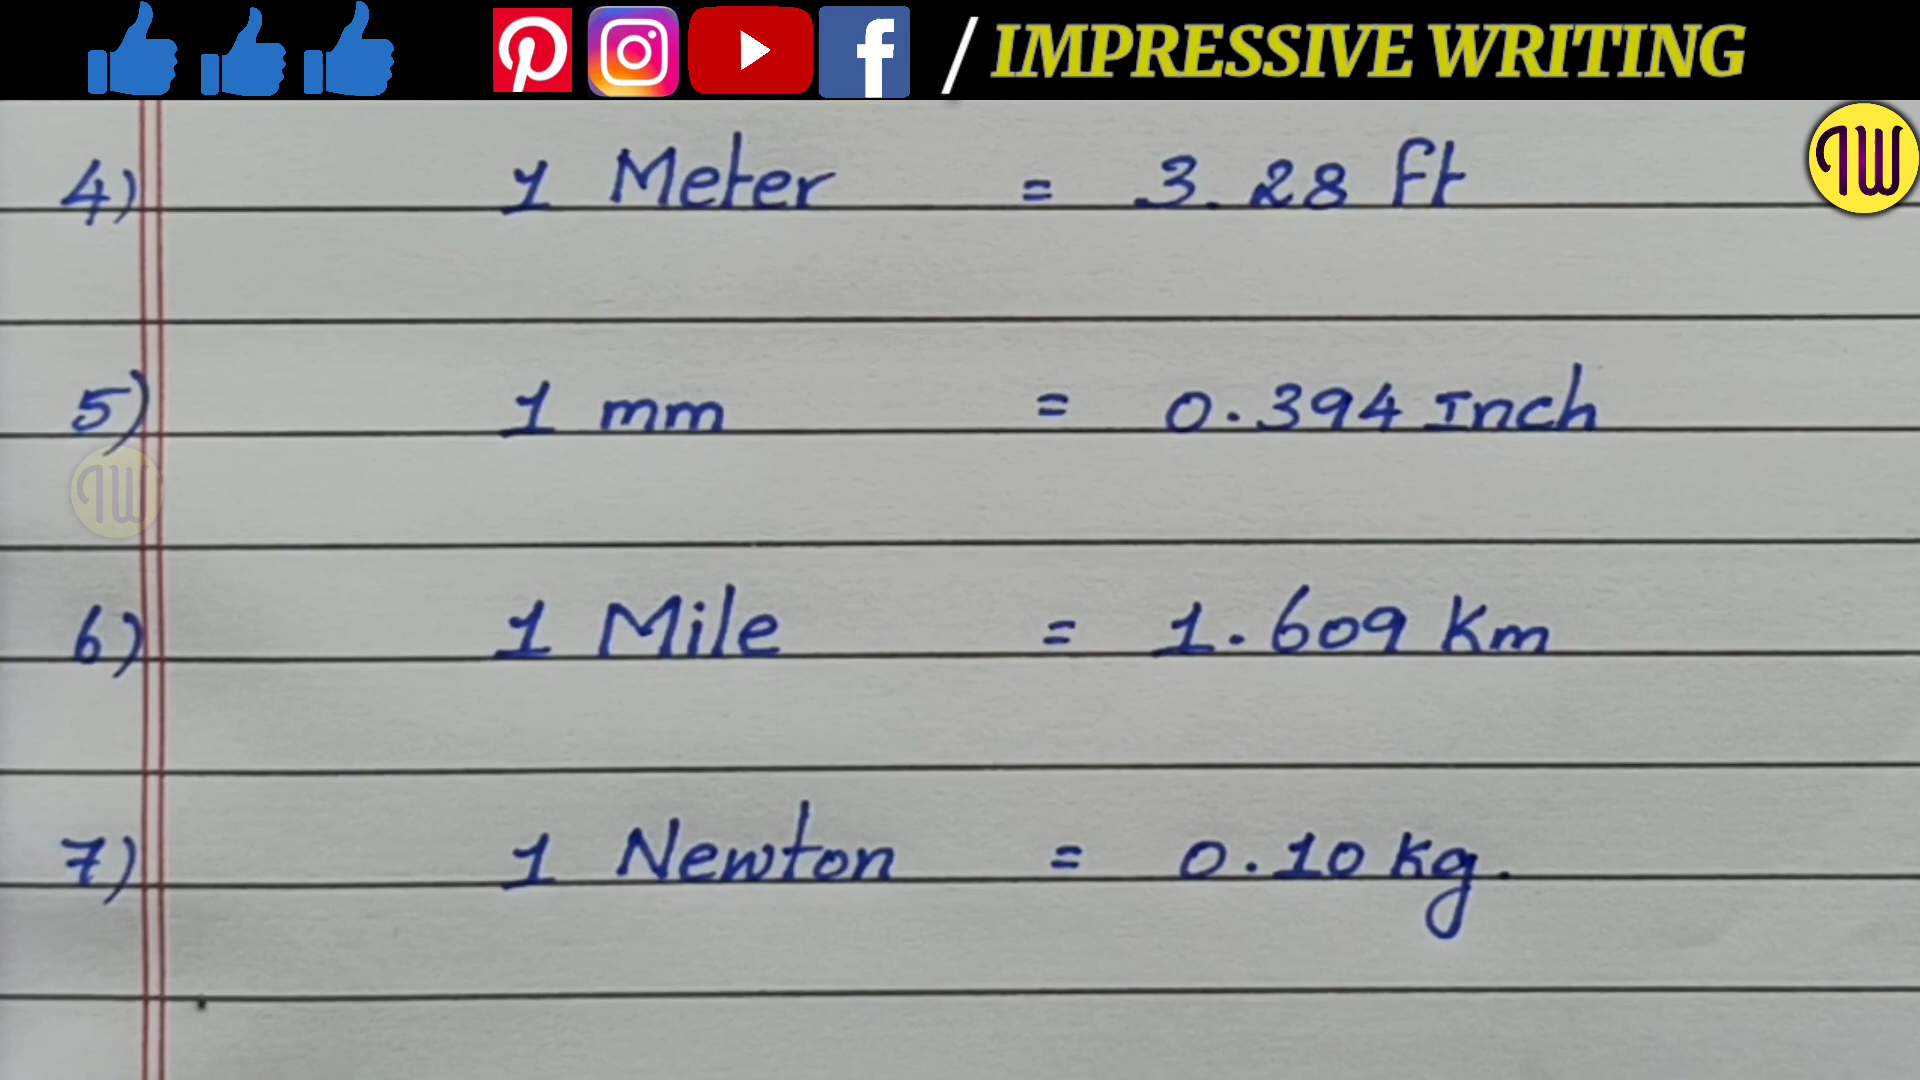 / IMPRESSIVE WRITING
IW
4) 1 Meter = 3.28 ft
5) 1 mm = 0.394 Inch
IW
6) 1 Mile = 1.609 Km
7) 1 Newton = 0.10 kg.